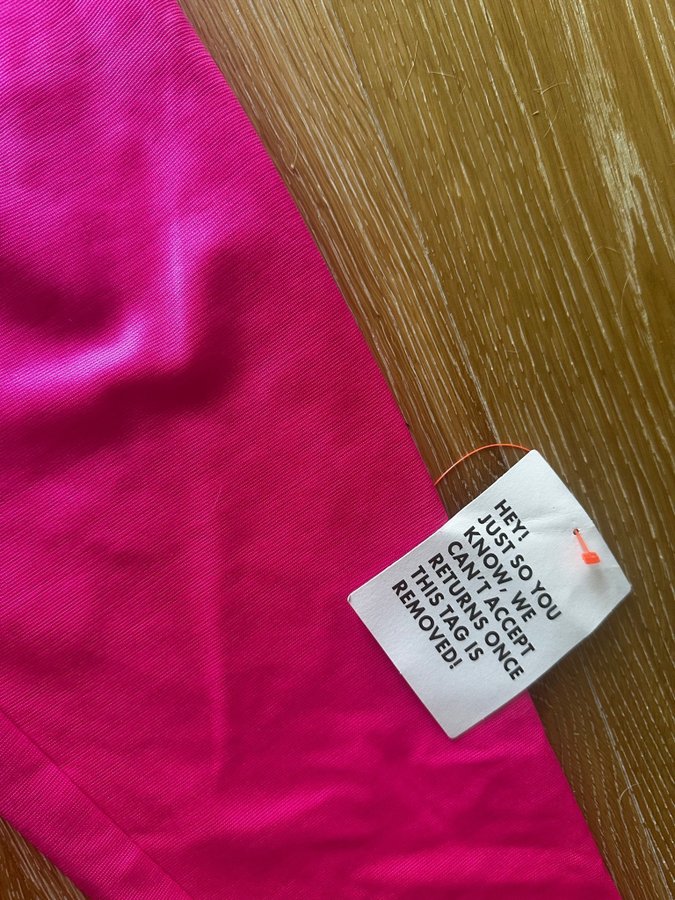 HEY!
JUST SO YOU
KNOW, WE
CAN'T ACCEPT
RETURNS ONCE
THIS TAG IS
REMOVED!